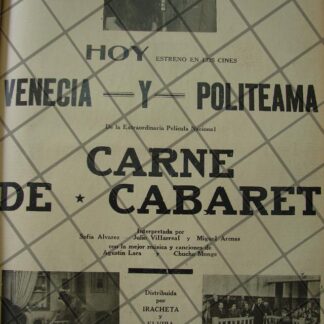 HOY ESTRENO EN LOS CINES
VENECIA — Y — POLITEAMA
De la Extraordinaria Película Nacional
CARNE
DE * CABARET
Interpretada por
Sofía Alvarez Julio Villarreal y Miguel Arenas
con la mejor música y canciones de
Agustín Lara y Chucho Monge
Distribuida
por
IRACHETA
y